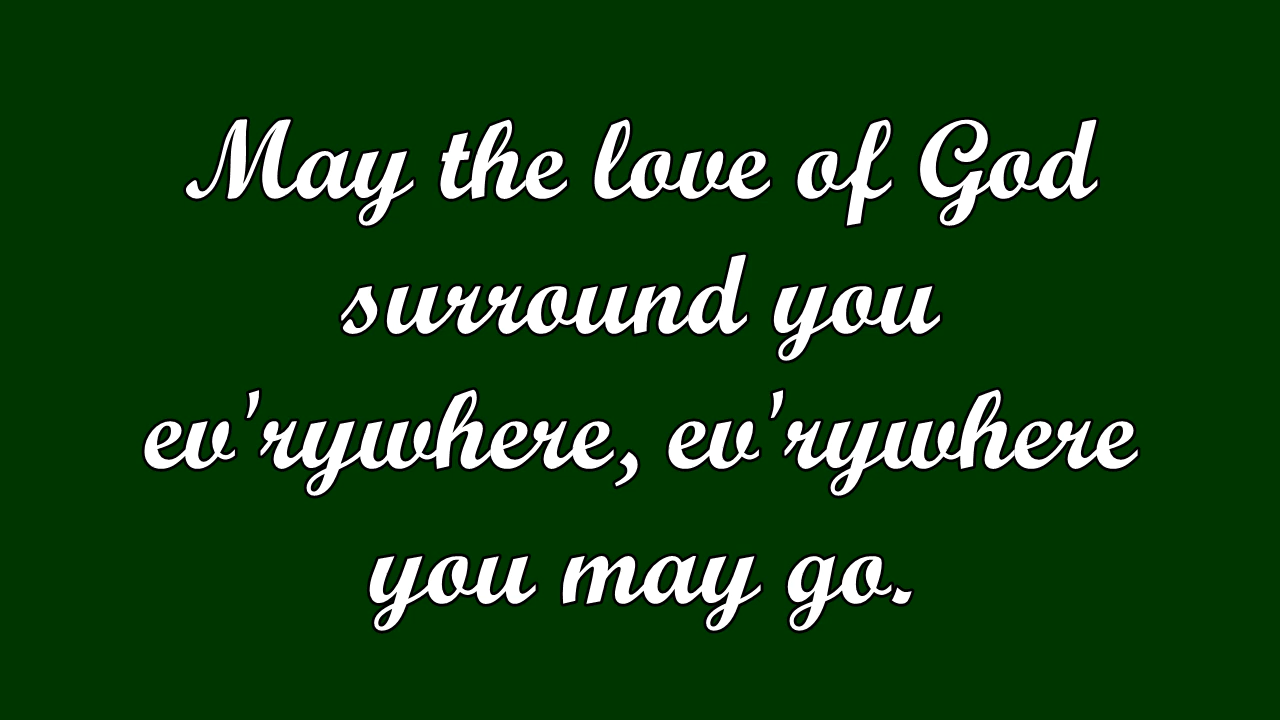 May the love of God
surround you
ev'rywhere, ev'rywhere
you may go.